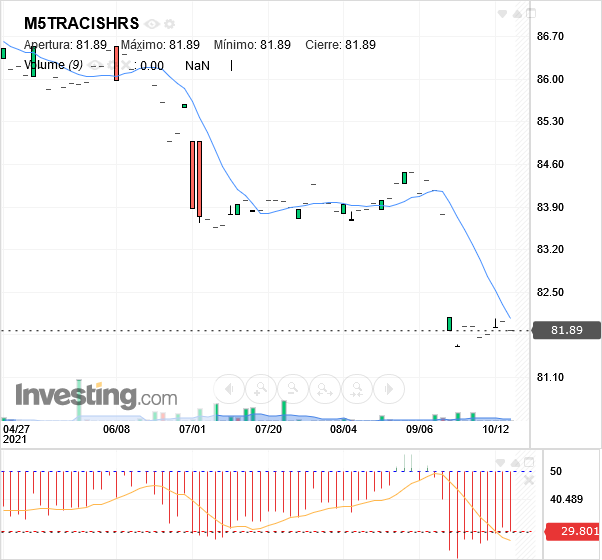 M5TRACISHRS
Apertura: 81.89 Máximo: 81.89 Mínimo: 81.89 Cierre: 81.89
Volume (9) : 0.00 NaN
86.70
86.00
85.30
84.60
83.90
83.20
82.50
81.89
81.10
Investing.com
04/27 06/08 07/01 07/20 08/04 09/06 10/12
2021
50
40.489
29.801